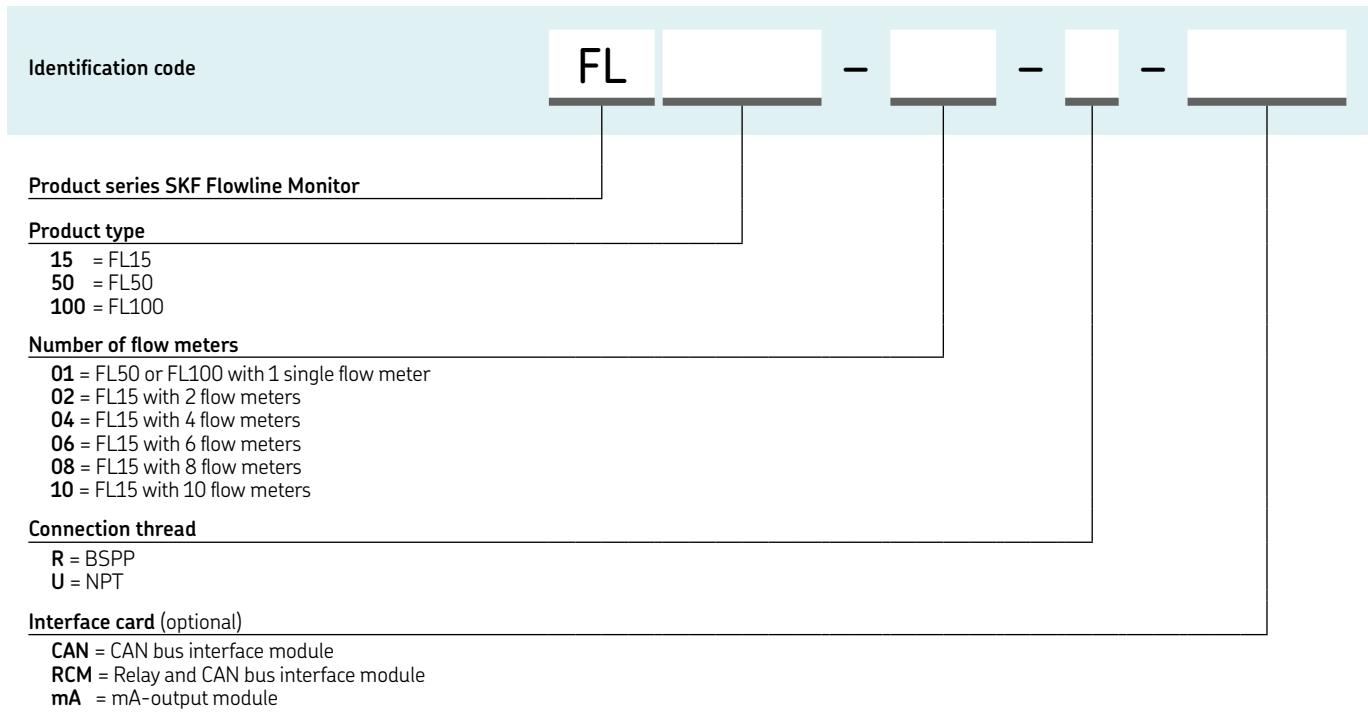 Identification code FL – – –
Product series SKF Flowline Monitor
Product type
15 = FL15
50 = FL50
100 = FL100
Number of flow meters
01 = FL50 or FL100 with 1 single flow meter
02 = FL15 with 2 flow meters
04 = FL15 with 4 flow meters
06 = FL15 with 6 flow meters
08 = FL15 with 8 flow meters
10 = FL15 with 10 flow meters
Connection thread
R = BSPP
U = NPT
Interface card (optional)
CAN = CAN bus interface module
RCM = Relay and CAN bus interface module
mA = mA-output module